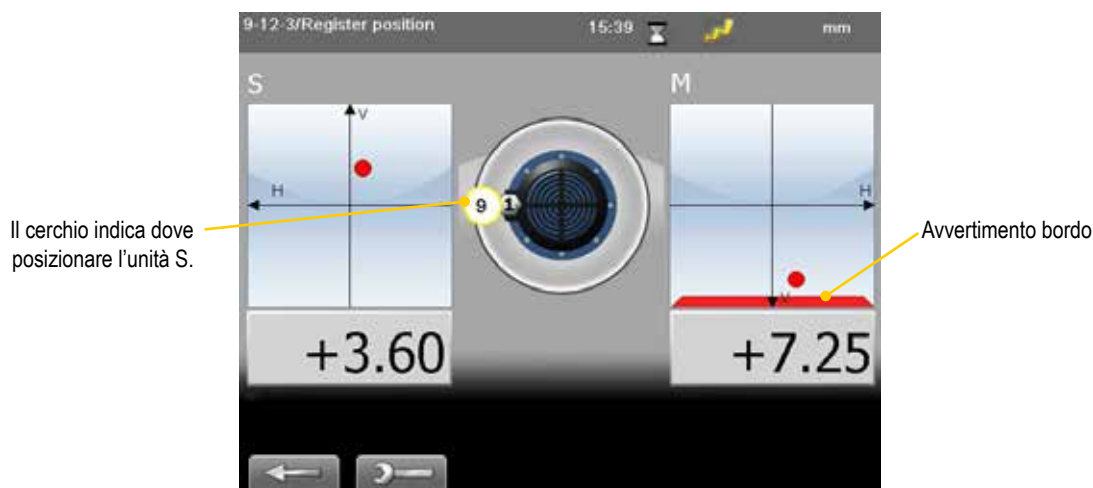 9-12-3/Register position 15:39 mm
S
M
V
H
H
V
9 1
Il cerchio indica dove
posizionare l'unità S.
Avvertimento bordo
+3.60
+7.25